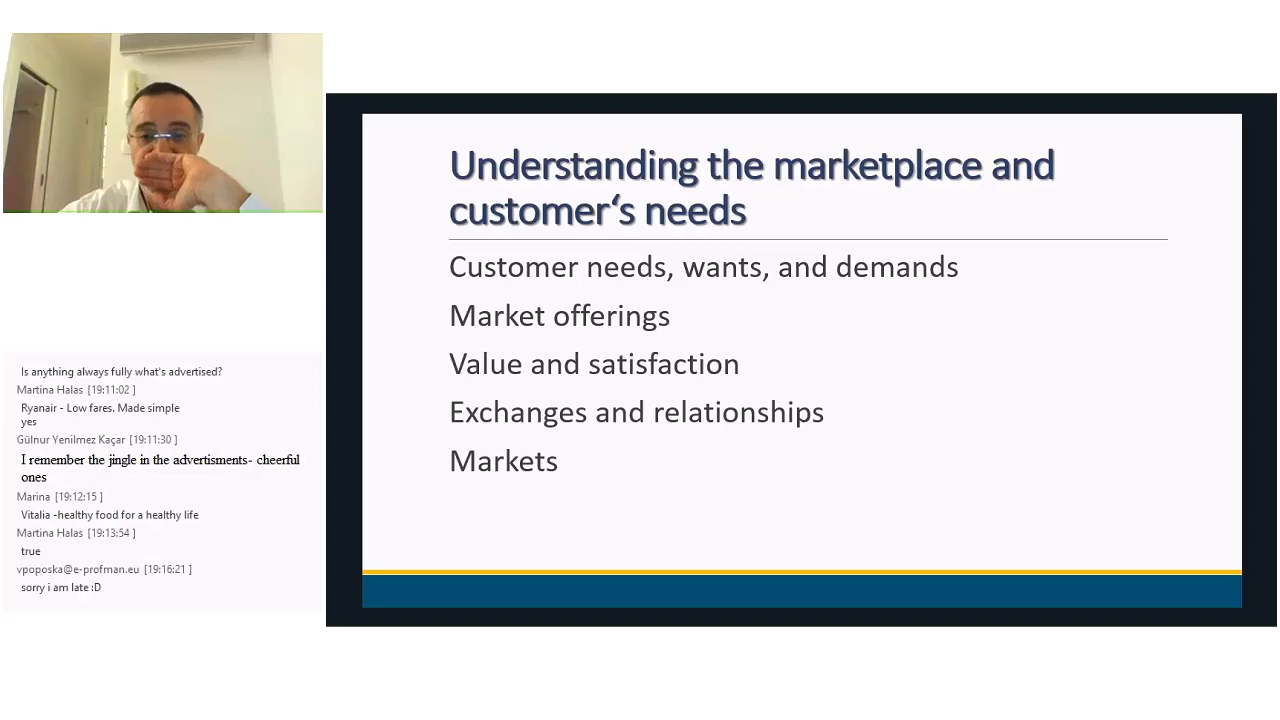 Understanding the marketplace and
customer‘s needs
Customer needs, wants, and demands
Market offerings
Value and satisfaction
Exchanges and relationships
Markets
Is anything always fully what's advertised?
Martina Halas [19:11:02 ]
Ryanair - Low fares. Made simple
yes
Gülnur Yenilmez Kaçar [19:11:30 ]
I remember the jingle in the advertisments- cheerful
ones
Marina [19:12:15 ]
Vitalia -healthy food for a healthy life
Martina Halas [19:13:54 ]
true
vpoposka@e-profman.eu [19:16:21 ]
sorry i am late :D